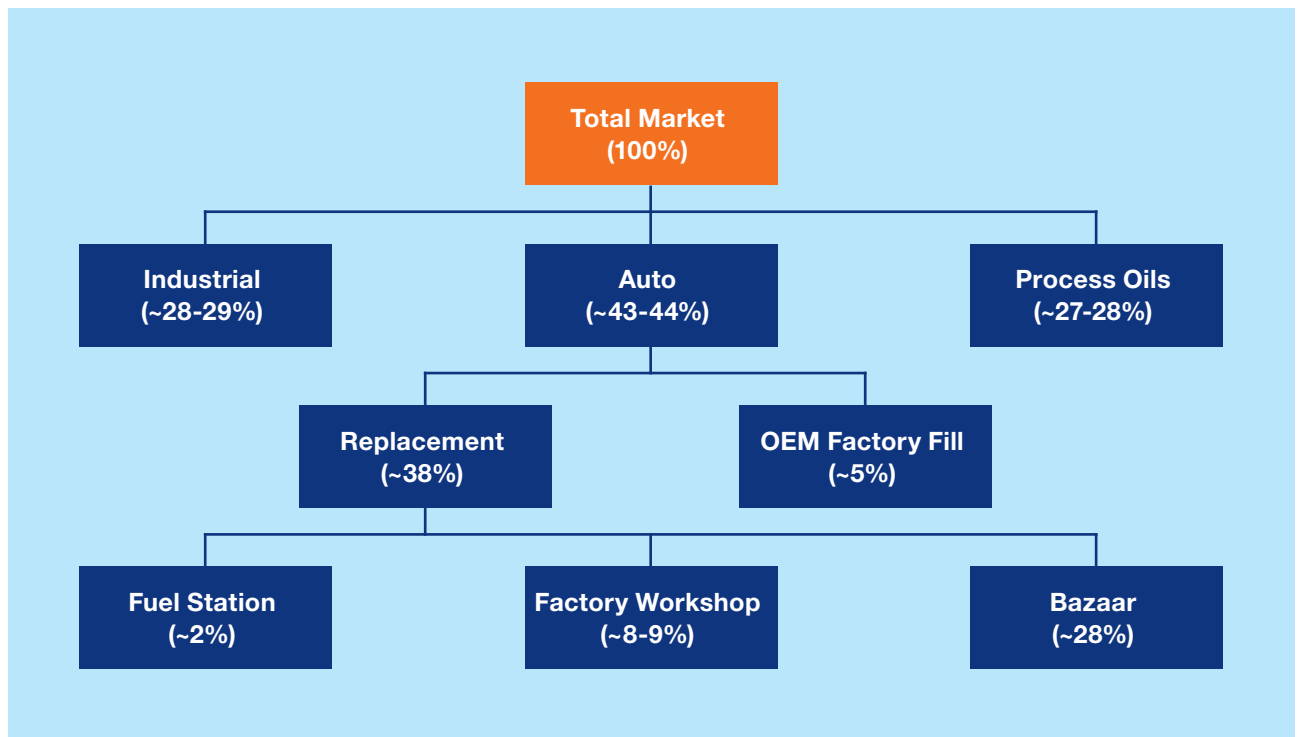 Total Market
(100%)
Industrial
(~28-29%)
Auto
(~43-44%)
Process Oils
(~27-28%)
Replacement
(~38%)
OEM Factory Fill
(~5%)
Fuel Station
(~2%)
Factory Workshop
(~8-9%)
Bazaar
(~28%)